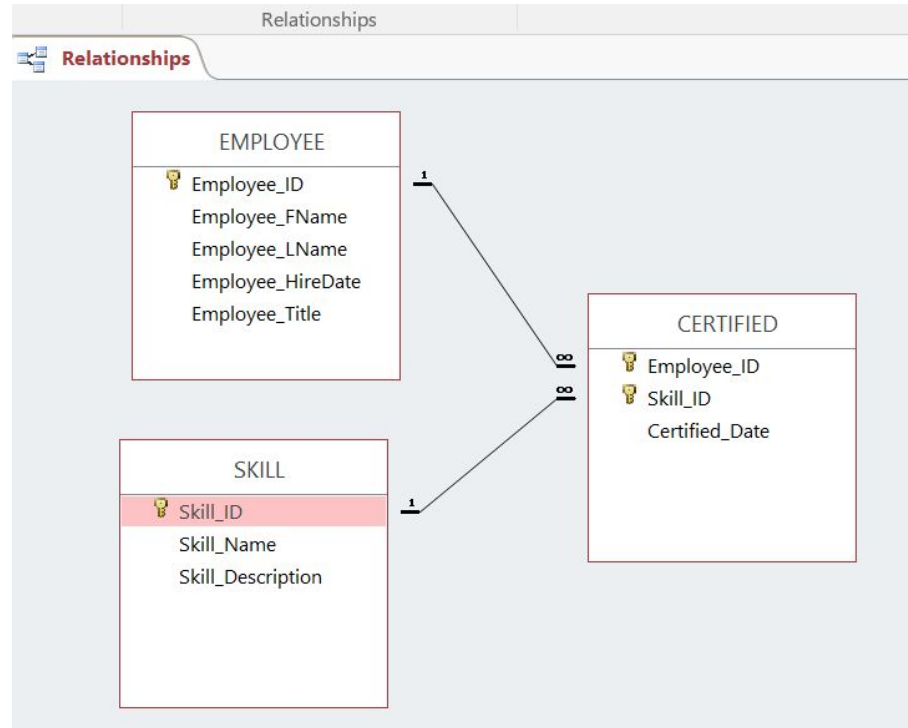 Relationships
Relationships
EMPLOYEE
Employee_ID
Employee_FName
Employee_LName
Employee_HireDate
Employee_Title
1
∞
∞
1
CERTIFIED
Employee_ID
Skill_ID
Certified_Date
SKILL
Skill_ID
Skill_Name
Skill_Description